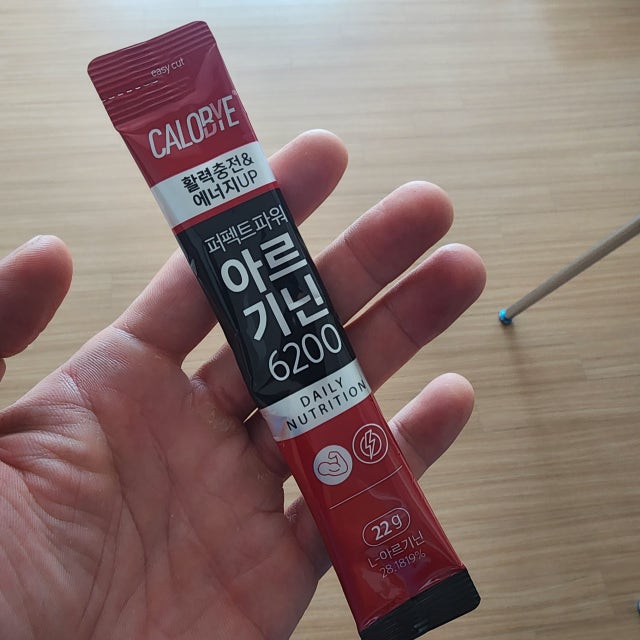 easy cut
CALOBYE
활력충전&
에너지UP
퍼펙트파워
아르
기닌
6200
DAILY
NUTRITION
22g
L-아르기닌
28.1819%